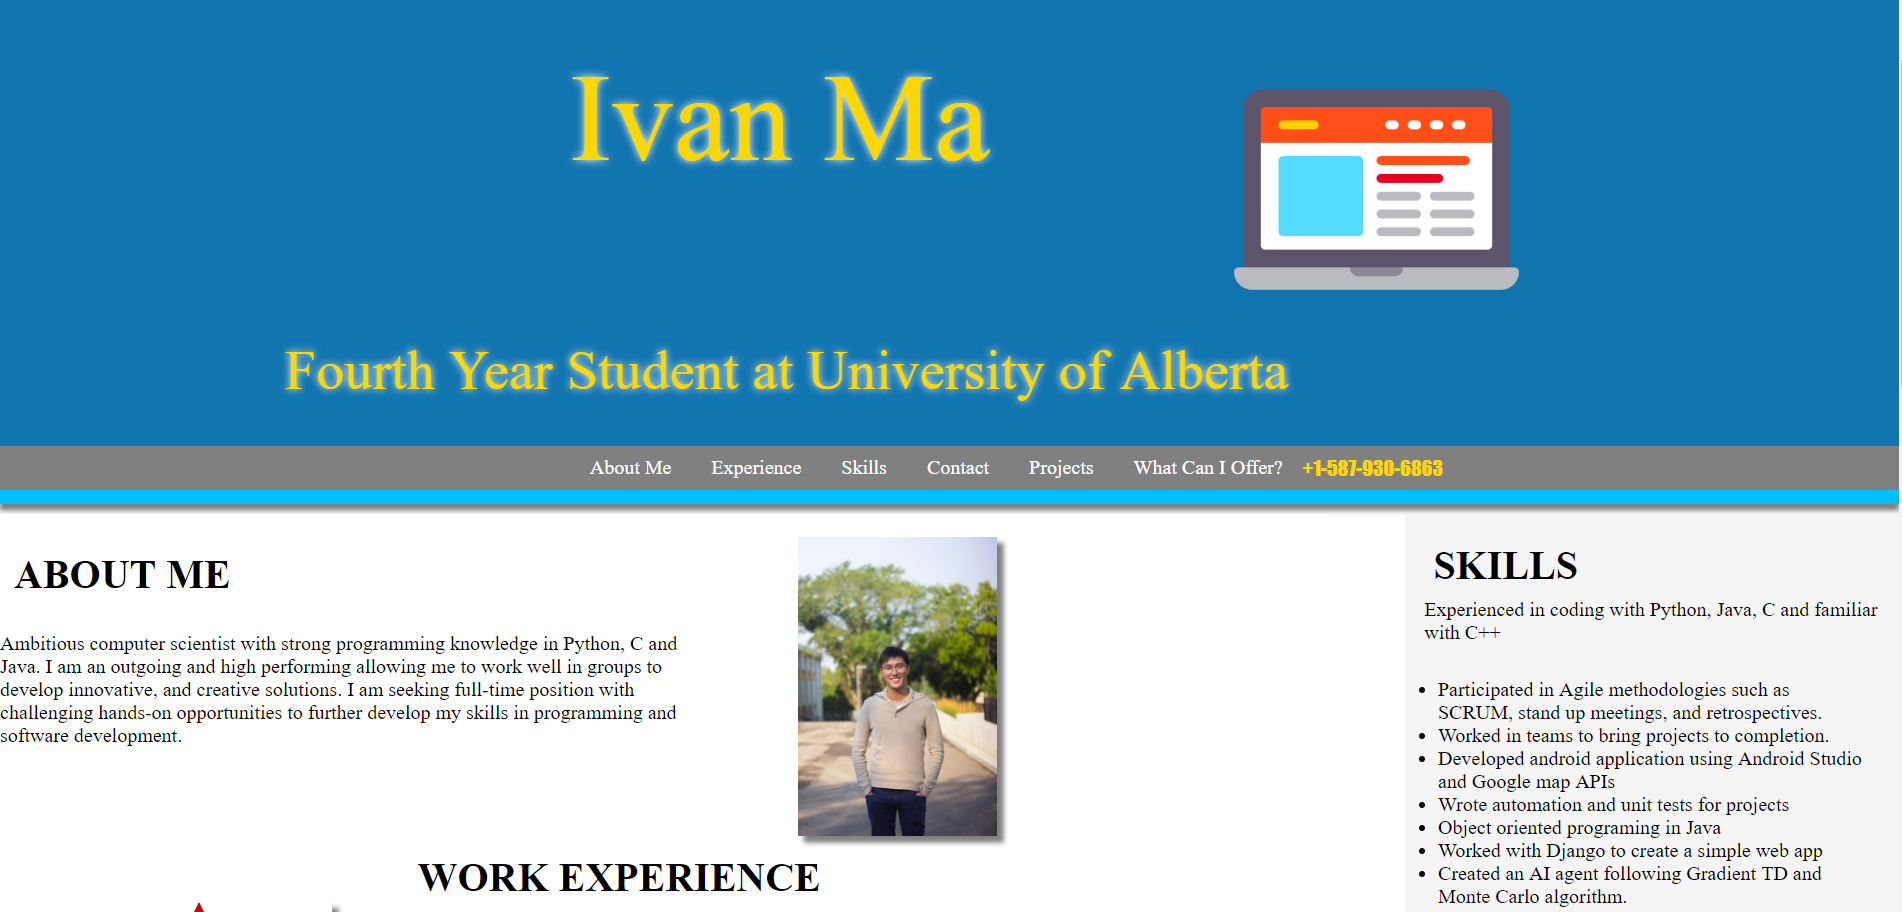 Ivan Ma
Fourth Year Student at University of Alberta
About Me Experience Skills Contact Projects What Can I Offer? +1-587-930-6863
ABOUT ME
Ambitious computer scientist with strong programming knowledge in Python, C and
Java. I am an outgoing and high performing allowing me to work well in groups to
develop innovative, and creative solutions. I am seeking full-time position with
challenging hands-on opportunities to further develop my skills in programming and
software development.
WORK EXPERIENCE
SKILLS
Experienced in coding with Python, Java, C and familiar
with C++
• Participated in Agile methodologies such as
SCRUM, stand up meetings, and retrospectives.
• Worked in teams to bring projects to completion.
• Developed android application using Android Studio
and Google map APIs
• Wrote automation and unit tests for projects
• Object oriented programing in Java
• Worked with Django to create a simple web app
• Created an AI agent following Gradient TD and
Monte Carlo algorithm.